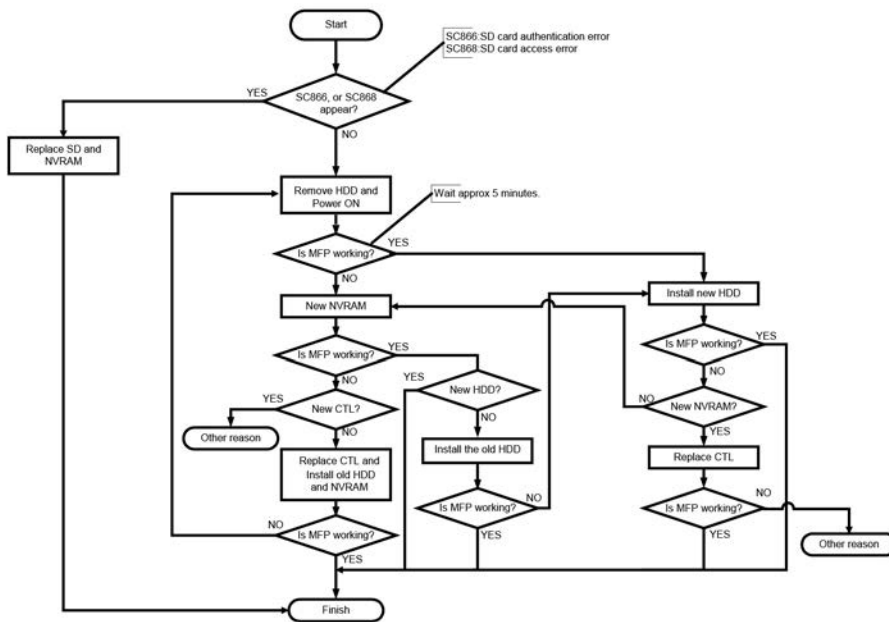 Start
SC866:SD card authentication error
SC868:SD card access error
YES
SC866, or SC868
appear?
NO
Replace SD and
NVRAM
Remove HDD and
Power ON
Wait approx 5 minutes.
Is MFP working?
YES
NO
New NVRAM
Install new HDD
Is MFP working?
YES
NO
Is MFP working?
YES
NO
YES
New HDD?
NO
YES
New CTL?
NO
NO
New NVRAM?
YES
Other reason
Replace CTL and
Install old HDD
and NVRAM
Install the old HDD
Replace CTL
NO
Is MFP working?
YES
Is MFP working?
NO
YES
Is MFP working?
NO
YES
Other reason
Finish